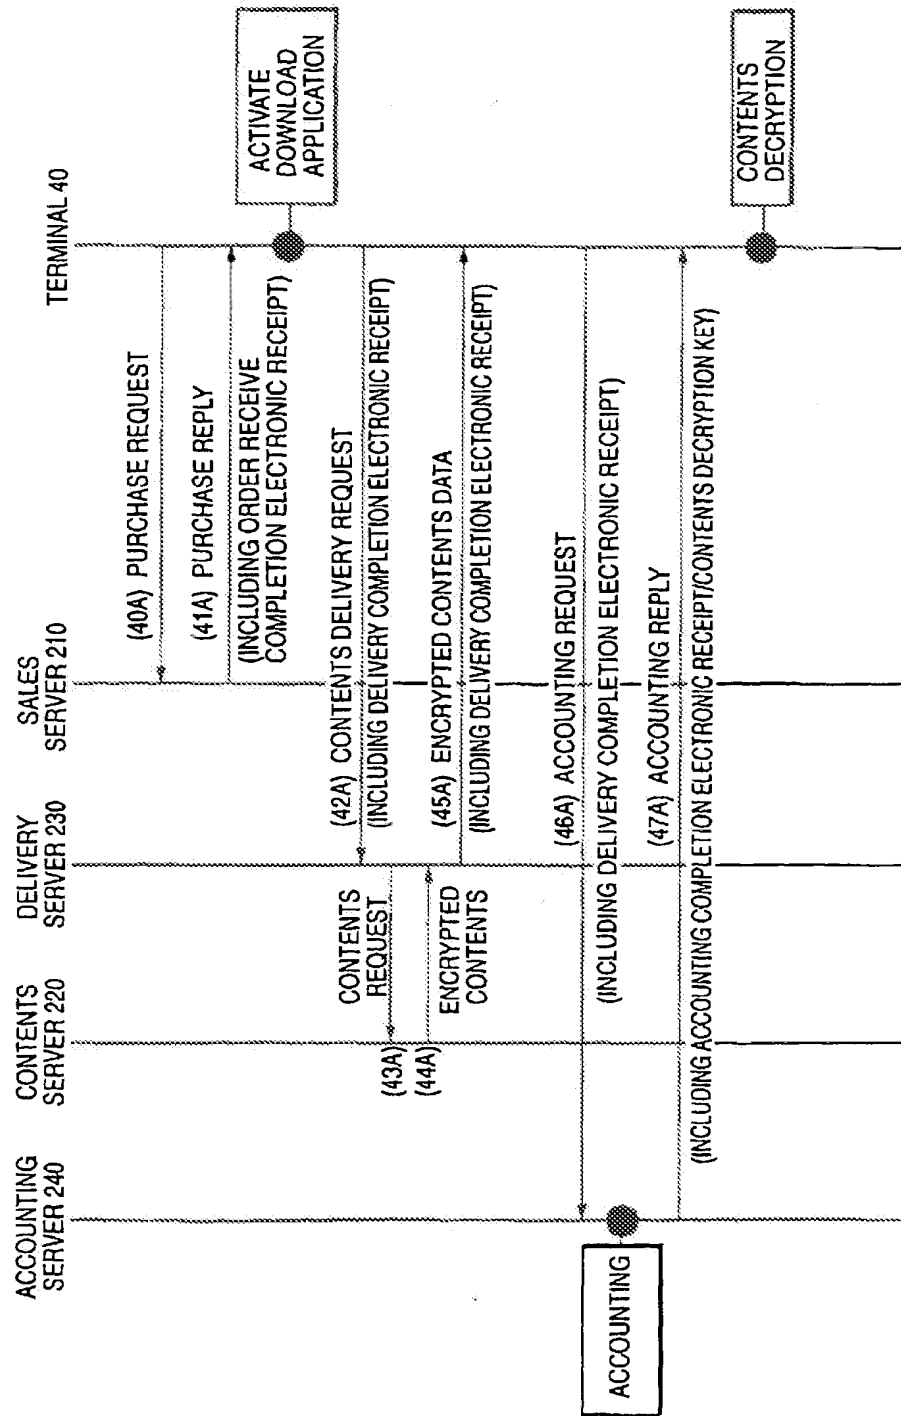 ACCOUNTING
SERVER 240
CONTENTS
SERVER 220
DELIVERY
SERVER 230
SALES
SERVER 210
TERMINAL 40
(40A) PURCHASE REQUEST
(41A) PURCHASE REPLY
(INCLUDING ORDER RECEIVE
COMPLETION ELECTRONIC RECEIPT)
ACTIVATE
DOWNLOAD
APPLICATION
(42A) CONTENTS DELIVERY REQUEST
(INCLUDING DELIVERY COMPLETION ELECTRONIC RECEIPT)
CONTENTS
REQUEST
(43A)
(44A)
ENCRYPTED
CONTENTS
(45A) ENCRYPTED CONTENTS DATA
(INCLUDING DELIVERY COMPLETION ELECTRONIC RECEIPT)
(46A) ACCOUNTING REQUEST
(INCLUDING DELIVERY COMPLETION ELECTRONIC RECEIPT)
ACCOUNTING
(47A) ACCOUNTING REPLY
(INCLUDING ACCOUNTING COMPLETION ELECTRONIC RECEIPT/CONTENTS DECRYPTION KEY)
CONTENTS
DECRYPTION